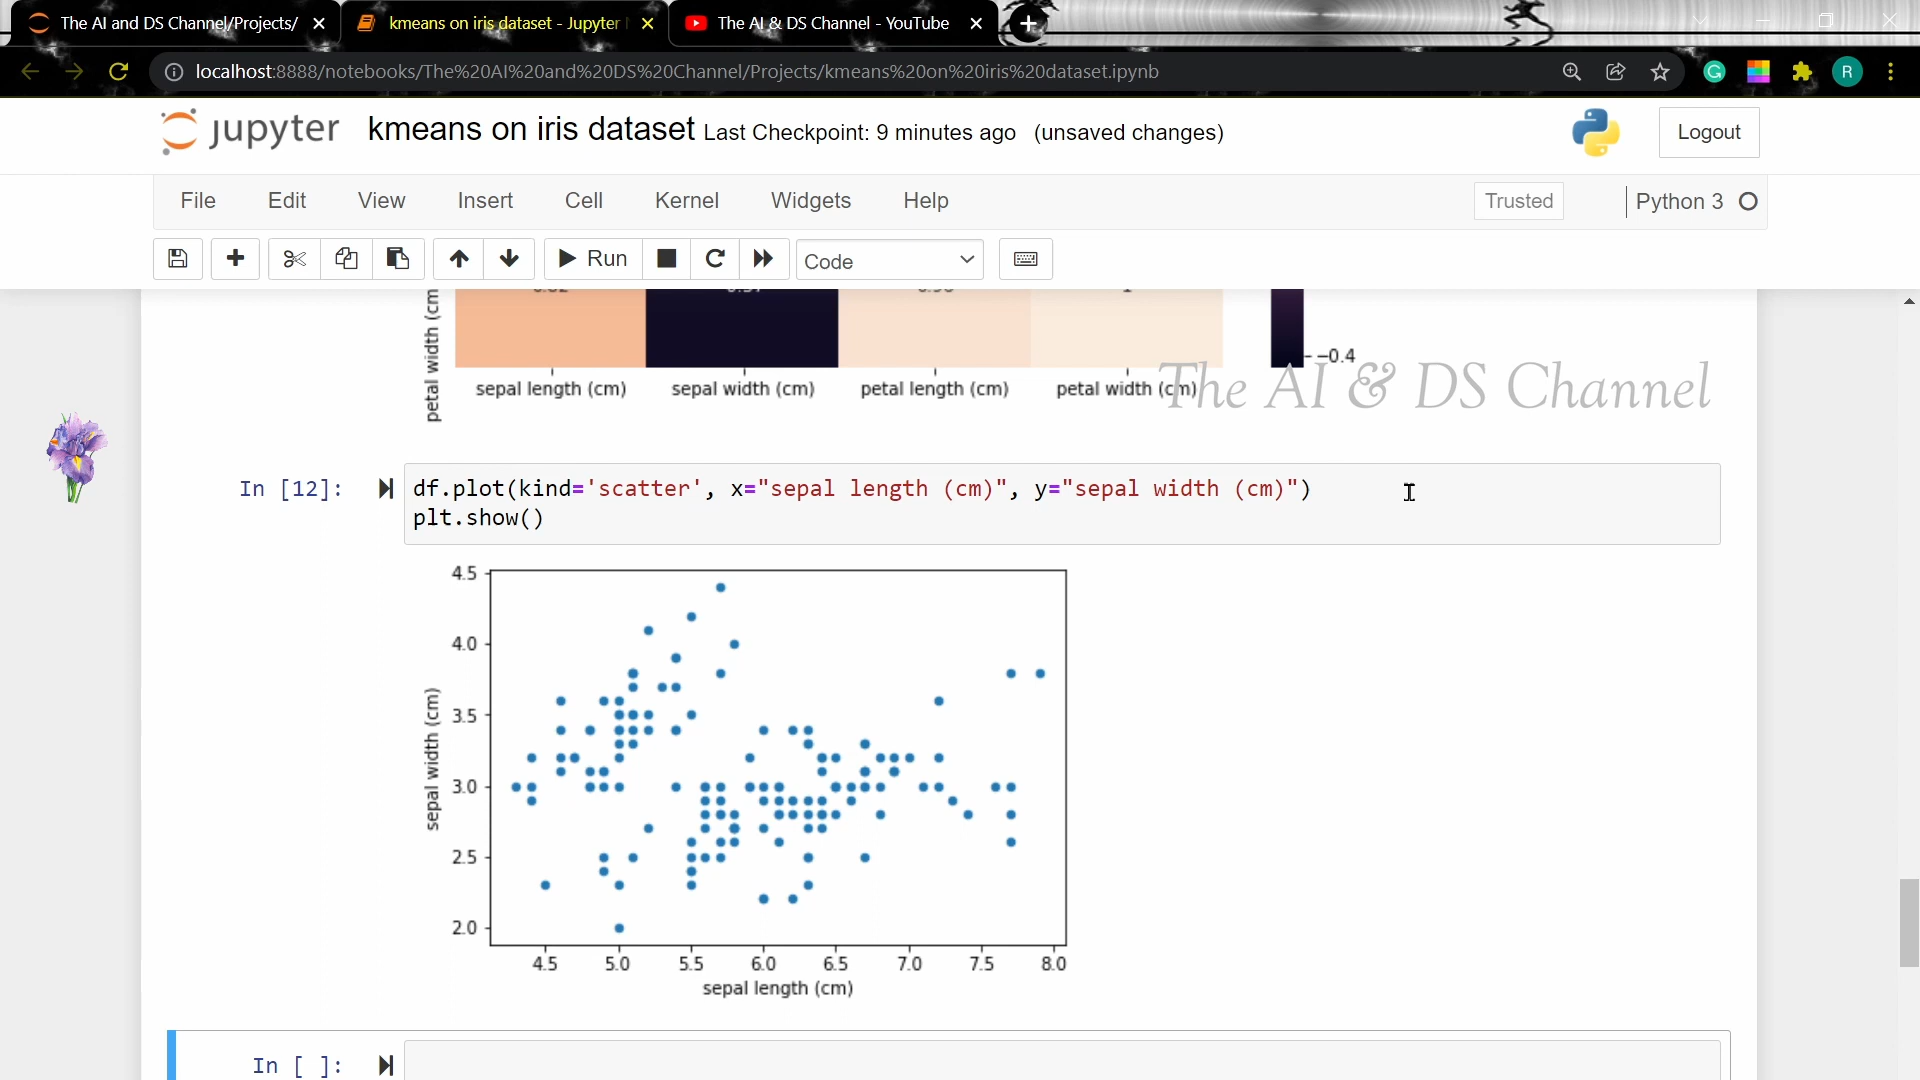 The AI and DS Channel/Projects/
kmeans on iris dataset - Jupyter
The AI & DS Channel - YouTube
localhost:8888/notebooks/The%20AI%20and%20DS%20Channel/Projects/kmeans%20on%20iris%20dataset.ipynb
R
jupyter kmeans on iris dataset Last Checkpoint: 9 minutes ago (unsaved changes)
Logout
File Edit View Insert Cell Kernel Widgets Help
Trusted
Python 3
Run
Code
petal width (cm
−0.4
sepal length (cm) sepal width (cm) petal length (cm) petal width (cm)
The AI & DS Channel
In [12]:
df.plot(kind='scatter', x="sepal length (cm)", y="sepal width (cm)")
plt.show()
4.5
4.0
3.5
3.0
2.5
2.0
sepal width (cm)
4.5 5.0 5.5 6.0 6.5 7.0 7.5 8.0
sepal length (cm)
In [ ]: